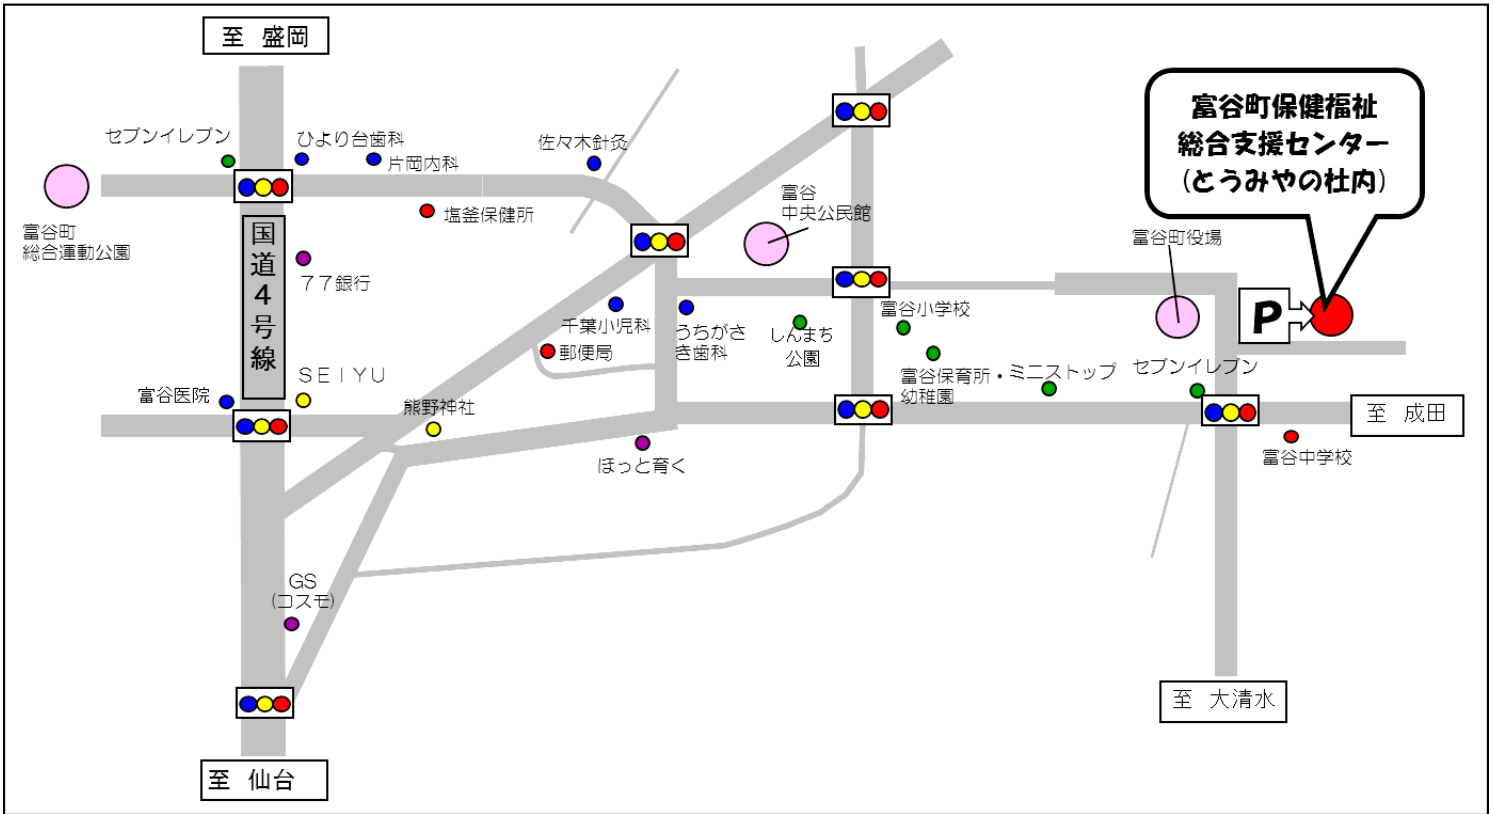 至 盛岡
富谷町保健福祉
総合支援センター
(とうみやの杜内)
セブンイレブン
ひより台歯科
片岡内科
佐々木針灸
塩釜保健所
富谷
中央公民館
富谷町
総合運動公園
国道4号線
77銀行
富谷町役場
P
千葉小児科
郵便局
うちがさ
き歯科
しんまち
公園
富谷小学校
富谷保育所・
幼稚園
ミニストップ
セブンイレブン
SEIYU
富谷医院
熊野神社
至 成田
ほっと育く
富谷中学校
GS
(コスモ)
至 大清水
至 仙台